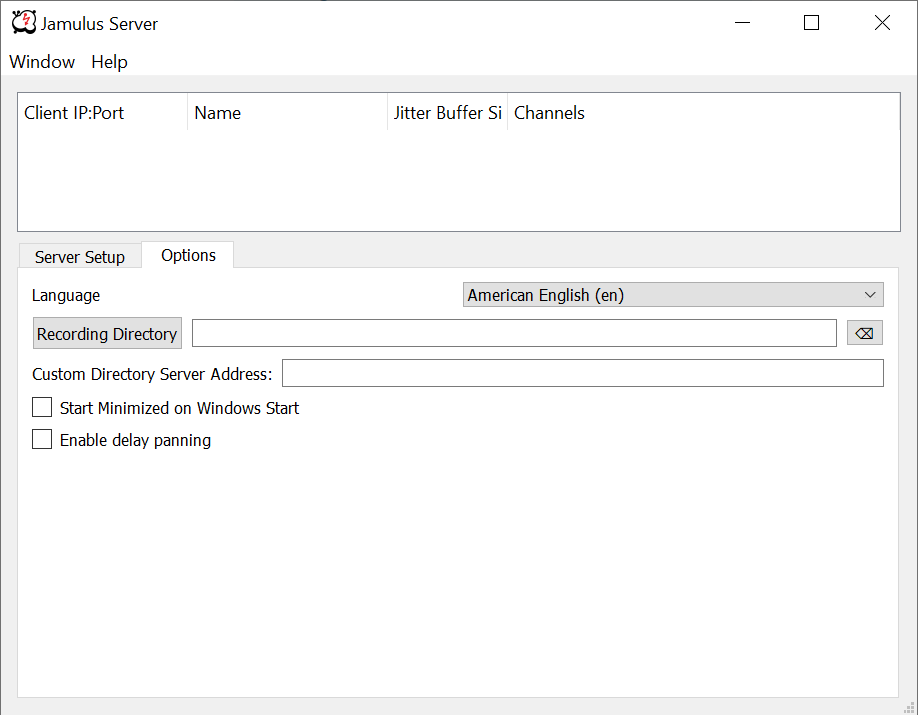 Jamulus Server
Window Help
Client IP:Port Name Jitter Buffer Si Channels
Server Setup Options
Language American English (en)
Recording Directory
Custom Directory Server Address:
Start Minimized on Windows Start
Enable delay panning